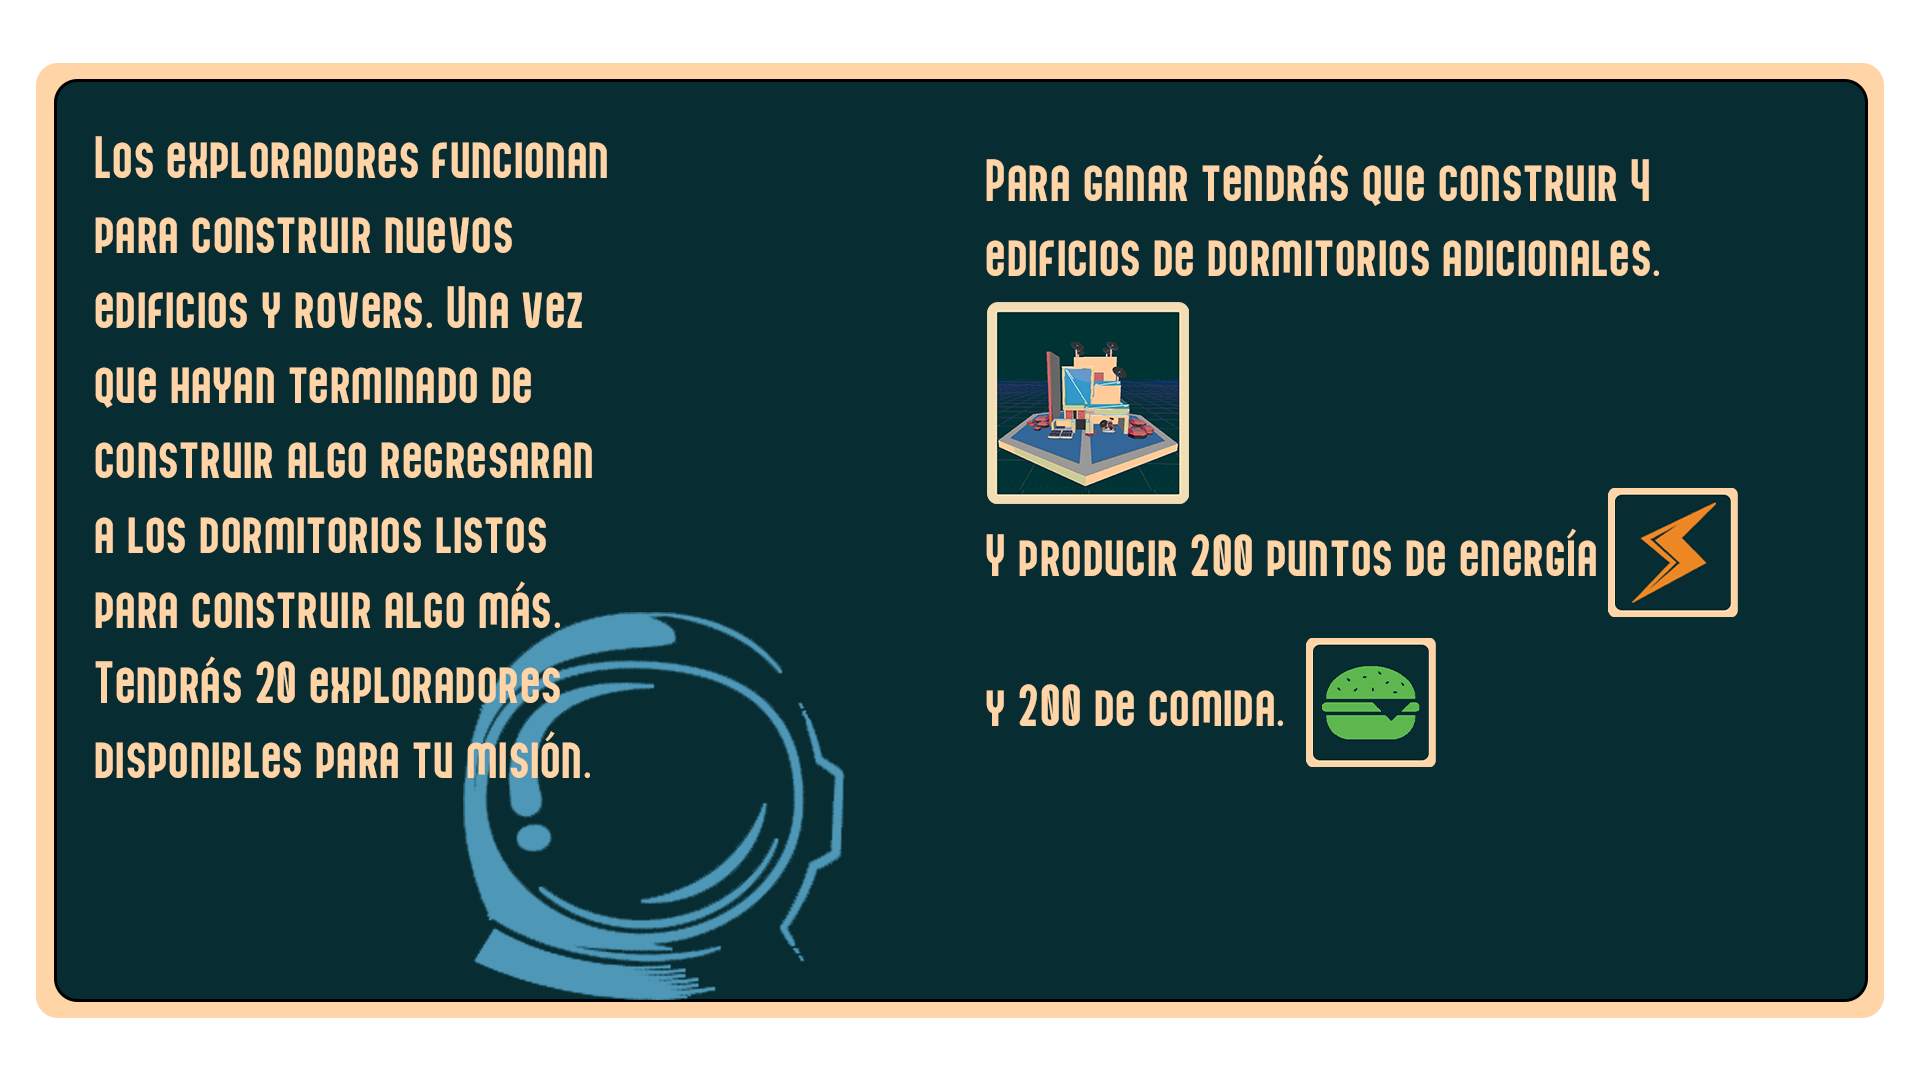 Los exploradores funcionan
para construir nuevos
edificios y rovers. Una vez
que hayan terminado de
construir algo regresaran
a los dormitorios listos
para construir algo más.
Tendrás 20 exploradores
disponibles para tu misión.
Para ganar tendrás que construir 4
edificios de dormitorios adicionales.
Y producir 200 puntos de energía
y 200 de comida.